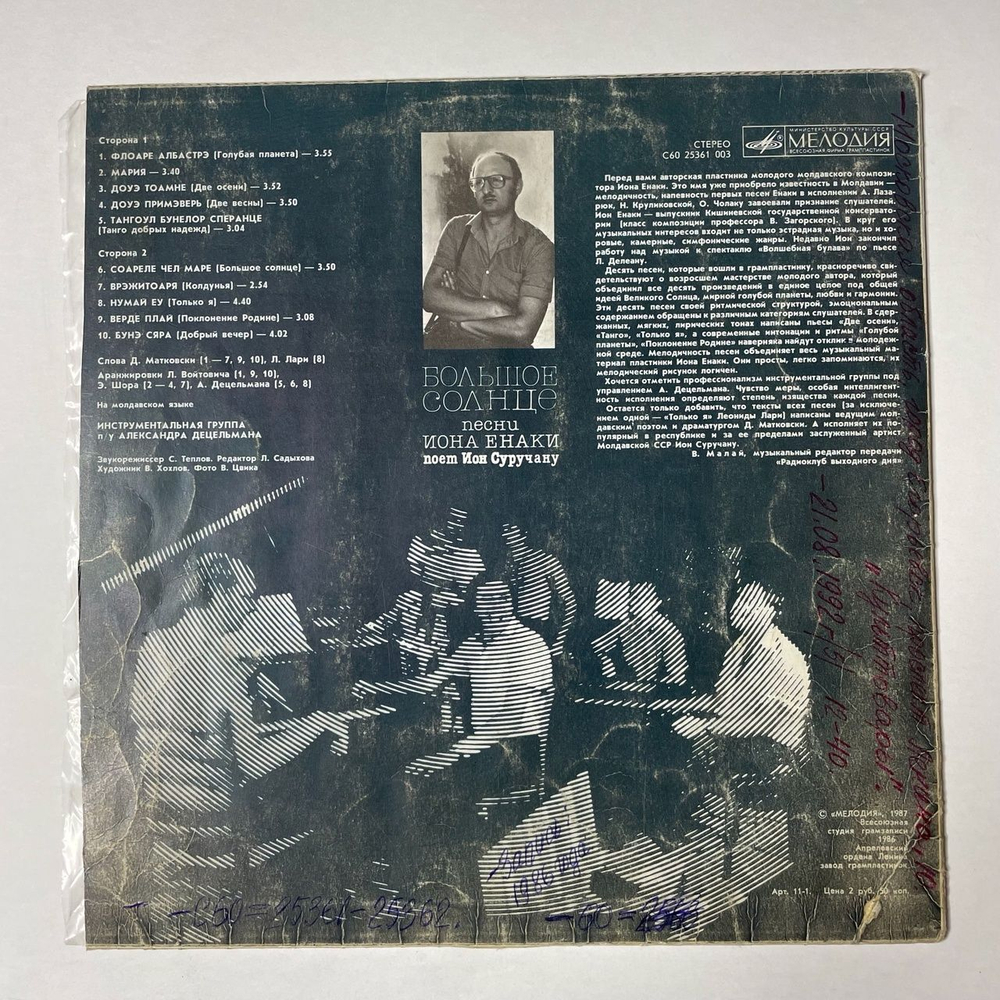 Сторона 1
1. ФЛОАРЕ АЛБАСТРЭ (Голубая планета) — 3.55
2. МАРИЯ — 3.40
3. ДОУЭ ТОАМНЕ (Две осени) — 3.52
4. ДОУЭ ПРИМЭВЕРЬ (Две весны) — 3.50
5. ТАНГОУЛ БУНЕЛОР СПЕРАНЦЕ
(Танго добрых надежд) — 3.04
Сторона 2
6. СОАРЕЛЕ ЧЕЛ МАРЕ (Большое солнце) — 3.50
7. ВРЭЖИТОАРЯ (Колдунья) — 2.54
8. НУМАЙ ЕУ (Только я) — 4.40
9. ВЕРДЕ ПЛАЙ (Поклонение Родине) — 3.08
10. БУНЭ СЯРА (Добрый вечер) — 4.02
Слова Д. Матковски (1 — 7, 9, 10), Л. Лари (8)
Аранжировки Л. Войтовича (1, 9, 10),
Э. Шора (2 — 4, 7), А. Децельмана (5, 6, 8)
На молдавском языке
ИНСТРУМЕНТАЛЬНАЯ ГРУППА
п/у АЛЕКСАНДРА ДЕЦЕЛЬМАНА
Звукорежиссер С. Теплов. Редактор Л. Садыхова
Художник В. Хохлов. Фото В. Цвика
БОЛЬШОЕ
СОЛНЦЕ
песни
ИОНА ЕНАКИ
поет Ион Суручану
СТЕРЕО
С60 25361 003
МИНИСТЕРСТВО КУЛЬТУРЫ СССР
МЕЛОДИЯ
ВСЕСОЮЗНАЯ ФИРМА ГРАМПЛАСТИНОК
Перед вами авторская пластинка молодого молдавского компози-
тора Иона Енаки. Это имя уже приобрело известность в Молдавии —
мелодичность, напевность первых песен Енаки в исполнении А. Лаза-
рюк, Н. Круликовской, О. Чолаку завоевали признание слушателей.
Ион Енаки — выпускник Кишиневской государственной консервато-
рии (класс композиции профессора В. Загорского). В круг его
музыкальных интересов входит не только эстрадная музыка, но и хо-
ровые, камерные, симфонические жанры. Недавно Ион закончил
работу над музыкой к спектаклю «Волшебная булава» по пьесе
Л. Делеану.
Десять песен, которые вошли в грампластинку, красноречиво сви-
детельствуют о возросшем мастерстве молодого автора, который
объединил все десять произведений в единое целое под общей
идеей Великого Солнца, мирной голубой планеты, любви и гармонии.
Эти десять песен своей ритмической структурой, эмоциональным
содержанием обращены к различным категориям слушателей. В сдер-
жанных, мягких, лирических тонах написаны пьесы «Две осени»,
«Танго», «Только я», а современные интонации и ритмы «Голубой
планеты», «Поклонение Родине» наверняка найдут отклик в молодеж-
ной среде. Мелодичность песен объединяет весь музыкальный ма-
териал пластинки Иона Енаки. Они просты, легко запоминаются, их
мелодический рисунок логичен.
Хочется отметить профессионализм инструментальной группы под
управлением А. Децельмана. Чувство меры, особая интеллигент-
ность исполнения определяют степень изящества каждой песни.
Остается только добавить, что тексты всех песен (за исключе-
нием одной — «Только я» Леониды Лари) написаны ведущим мол-
давским поэтом и драматургом Д. Матковски. А исполняет их по-
пулярный в республике и за ее пределами заслуженный артист
Молдавской ССР Ион Суручану.
В. Малай, музыкальный редактор передачи
«Радиоклуб выходного дня»
— 21.08.1992
© «МЕЛОДИЯ», 1987
Всесоюзная
студия грамзаписи
1986
Апрелевский
ордена Ленина
завод грампластинок
Арт. 11-1. Цена 2 руб. 50 коп.
Запись
1986 года
— С60 = 25361-25362.